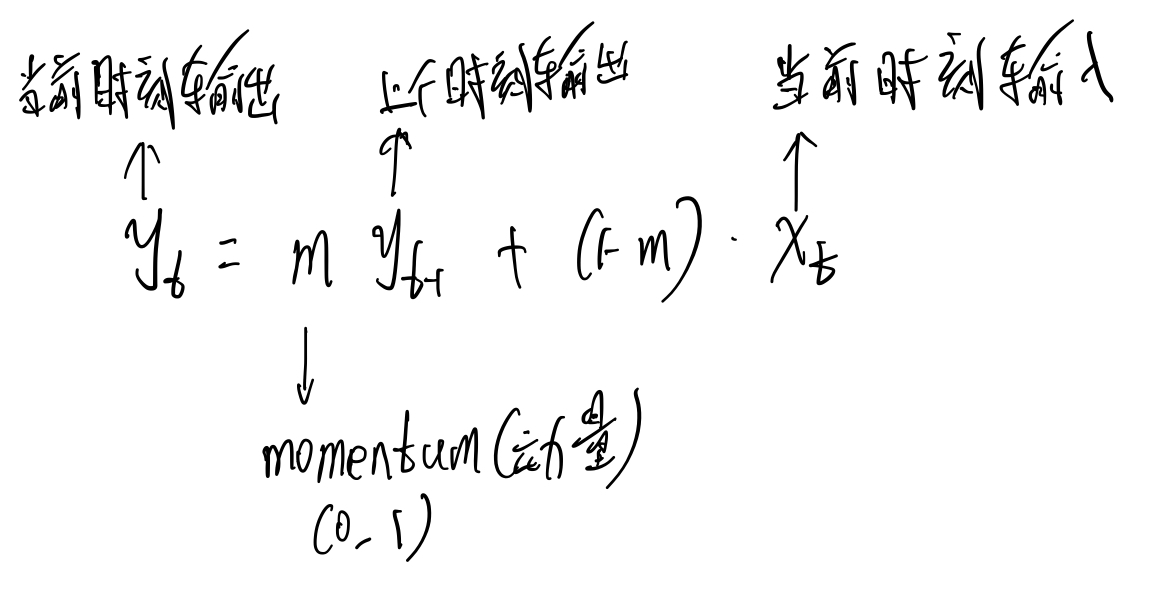 当前时刻输出 上个时刻输出 当前时刻输入
y_t = m y_{t-1} + (1-m) · x_t
momentum(动量)
(0-1)